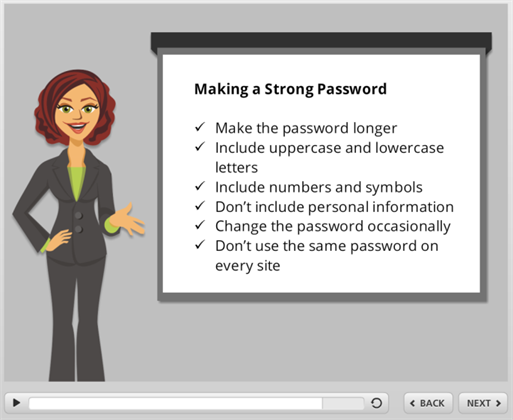 Making a Strong Password
✓ Make the password longer
✓ Include uppercase and lowercase
letters
✓ Include numbers and symbols
✓ Don’t include personal information
✓ Change the password occasionally
✓ Don’t use the same password on
every site
BACK
NEXT